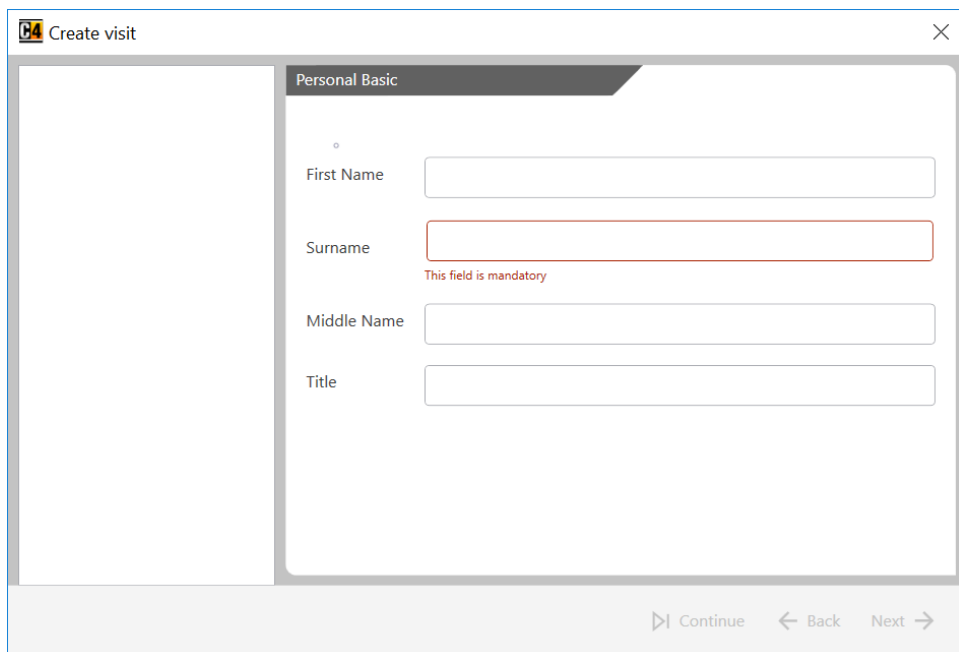 C4 Create visit
Personal Basic
First Name
Surname
This field is mandatory
Middle Name
Title
Continue Back Next